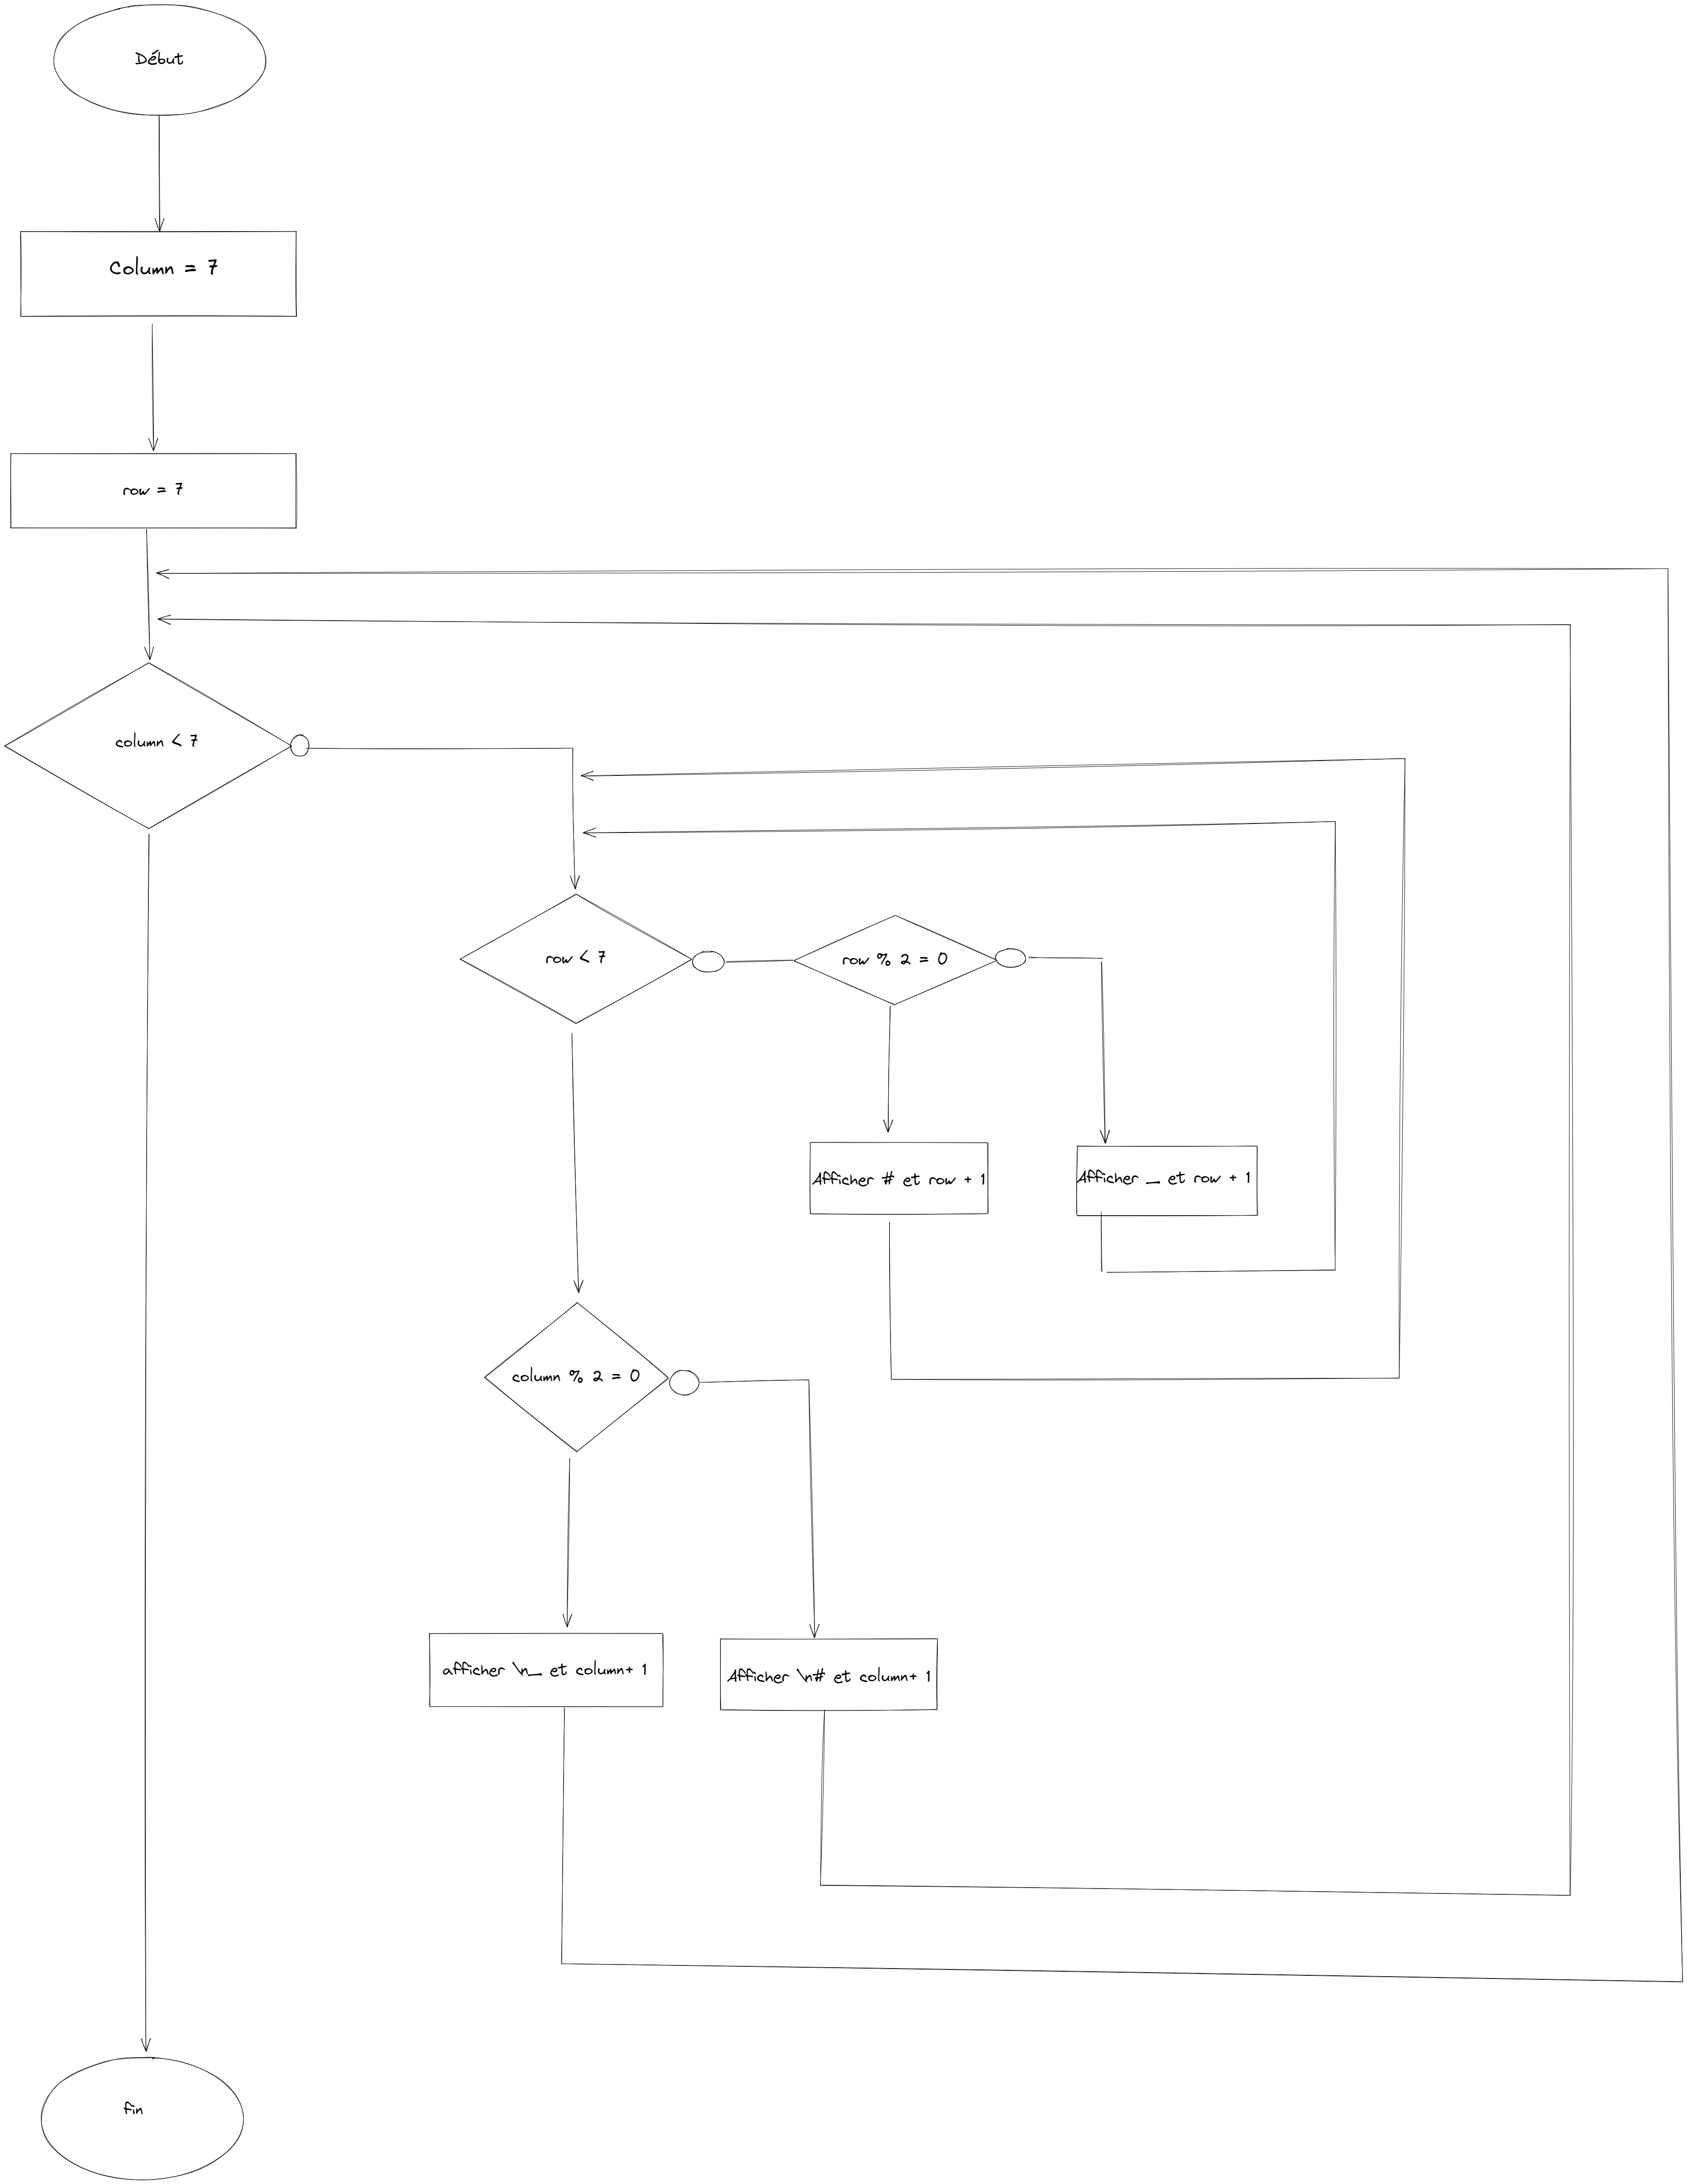 Début
Column = 7
row = 7
column < 7
row < 7
row % 2 = 0
Afficher # et row + 1
Afficher _ et row + 1
column % 2 = 0
afficher \n_ et column+ 1
Afficher \n# et column+ 1
fin